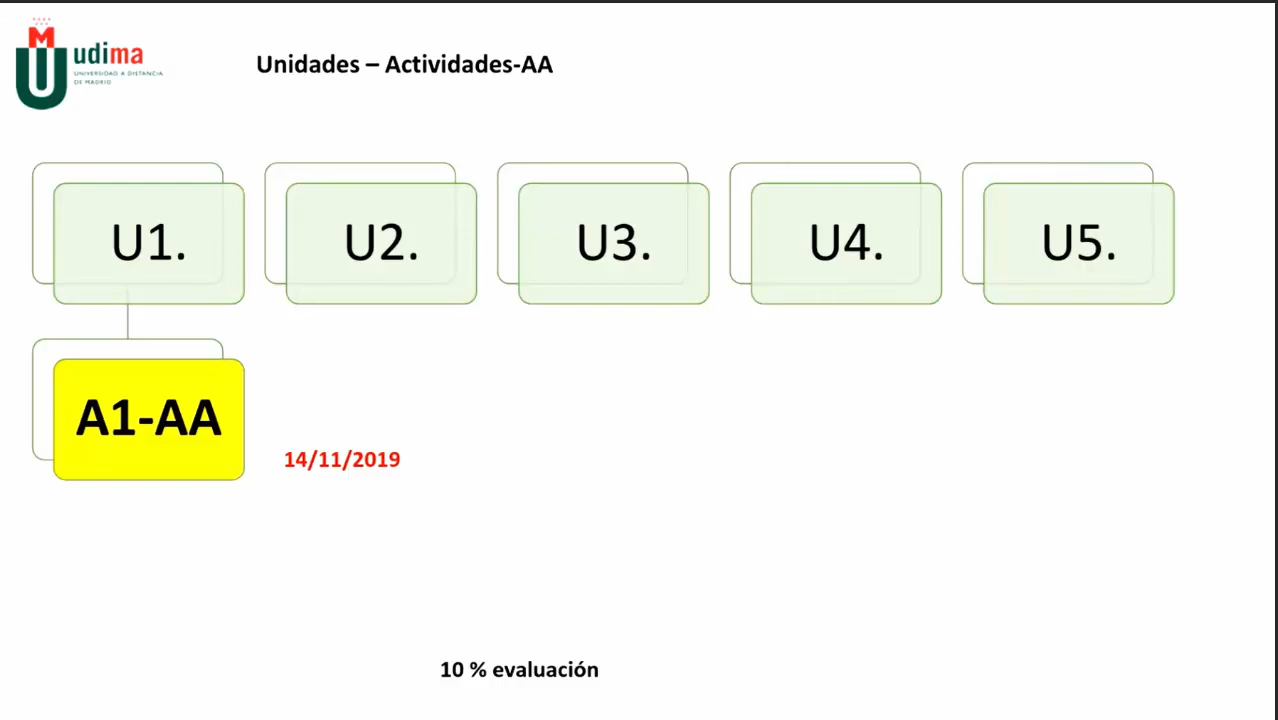 M
udima
UNIVERSIDAD A DISTANCIA
DE MADRID
Unidades – Actividades-AA
U1.
U2.
U3.
U4.
U5.
A1-AA
14/11/2019
10 % evaluación